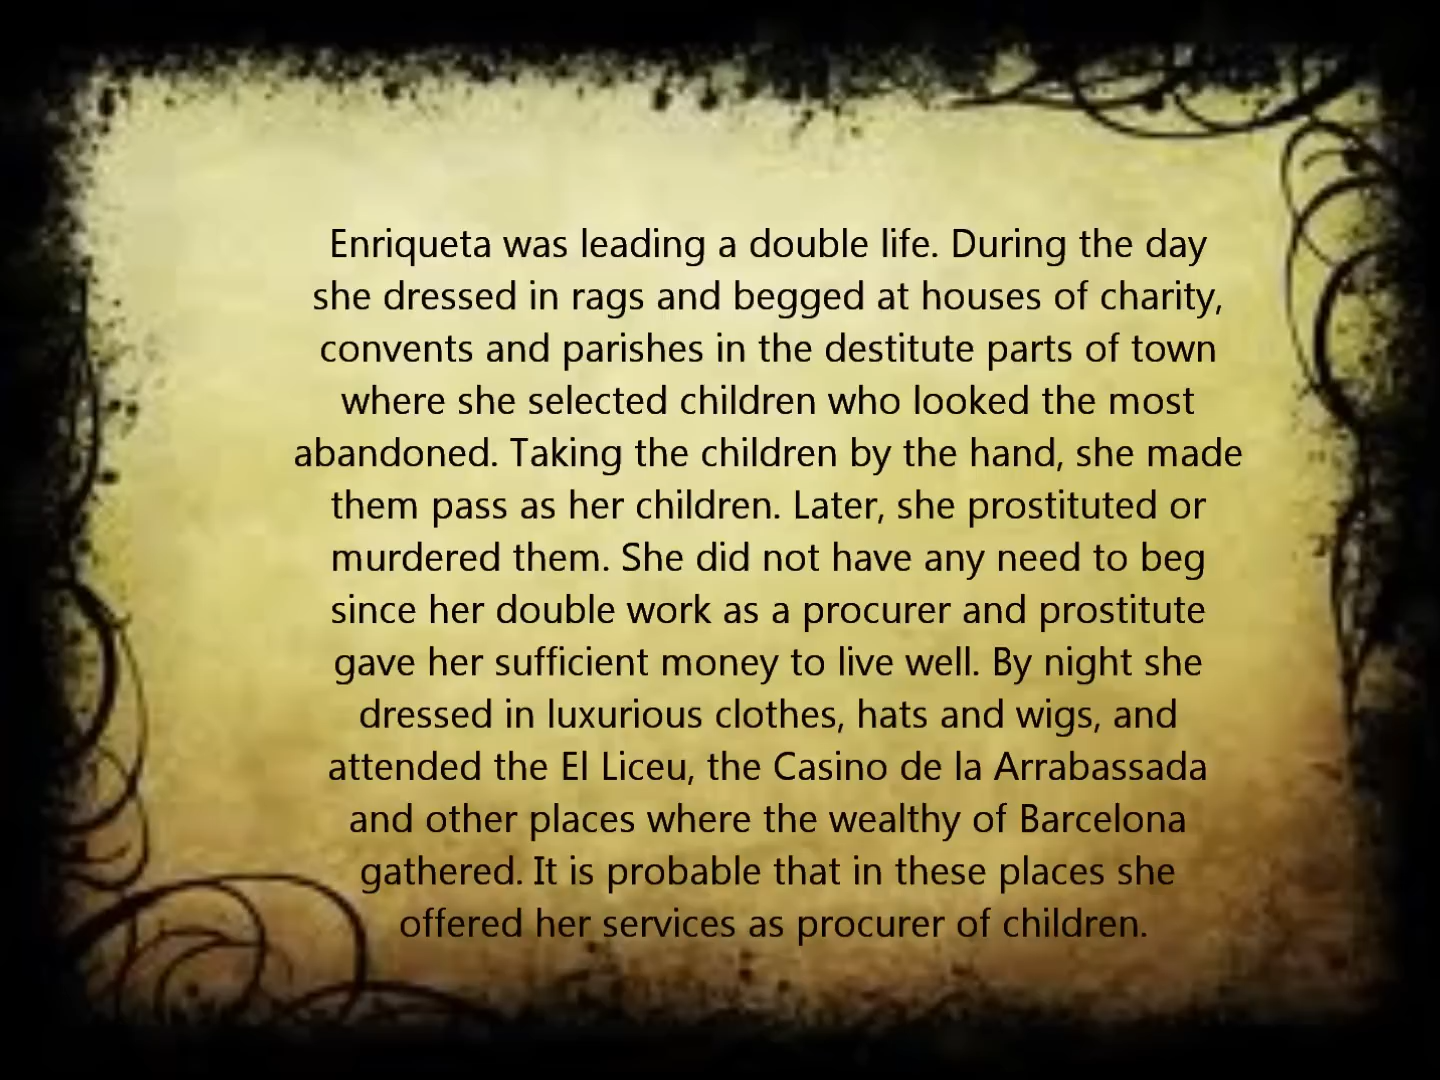 Enriqueta was leading a double life. During the day
she dressed in rags and begged at houses of charity,
convents and parishes in the destitute parts of town
where she selected children who looked the most
abandoned. Taking the children by the hand, she made
them pass as her children. Later, she prostituted or
murdered them. She did not have any need to beg
since her double work as a procurer and prostitute
gave her sufficient money to live well. By night she
dressed in luxurious clothes, hats and wigs, and
attended the El Liceu, the Casino de la Arrabassada
and other places where the wealthy of Barcelona
gathered. It is probable that in these places she
offered her services as procurer of children.